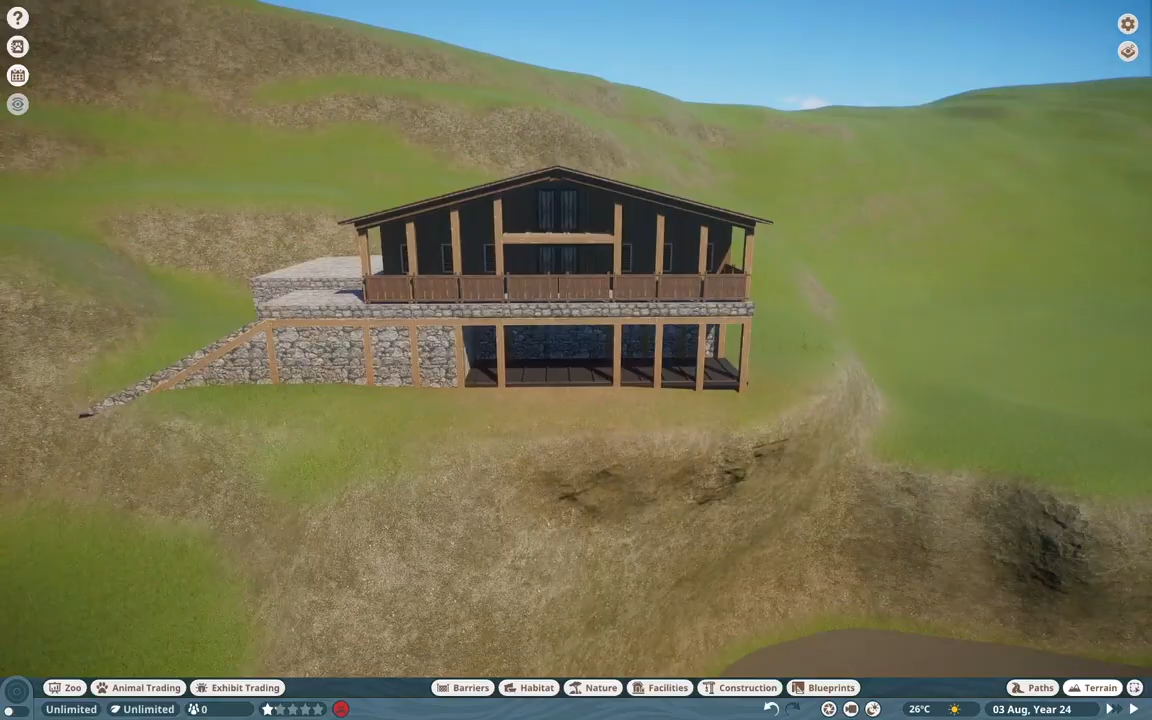 ?
Zoo Animal Trading Exhibit Trading Barriers Habitat Nature Facilities Construction Blueprints Paths Terrain
Unlimited Unlimited 0 26°C 03 Aug, Year 24